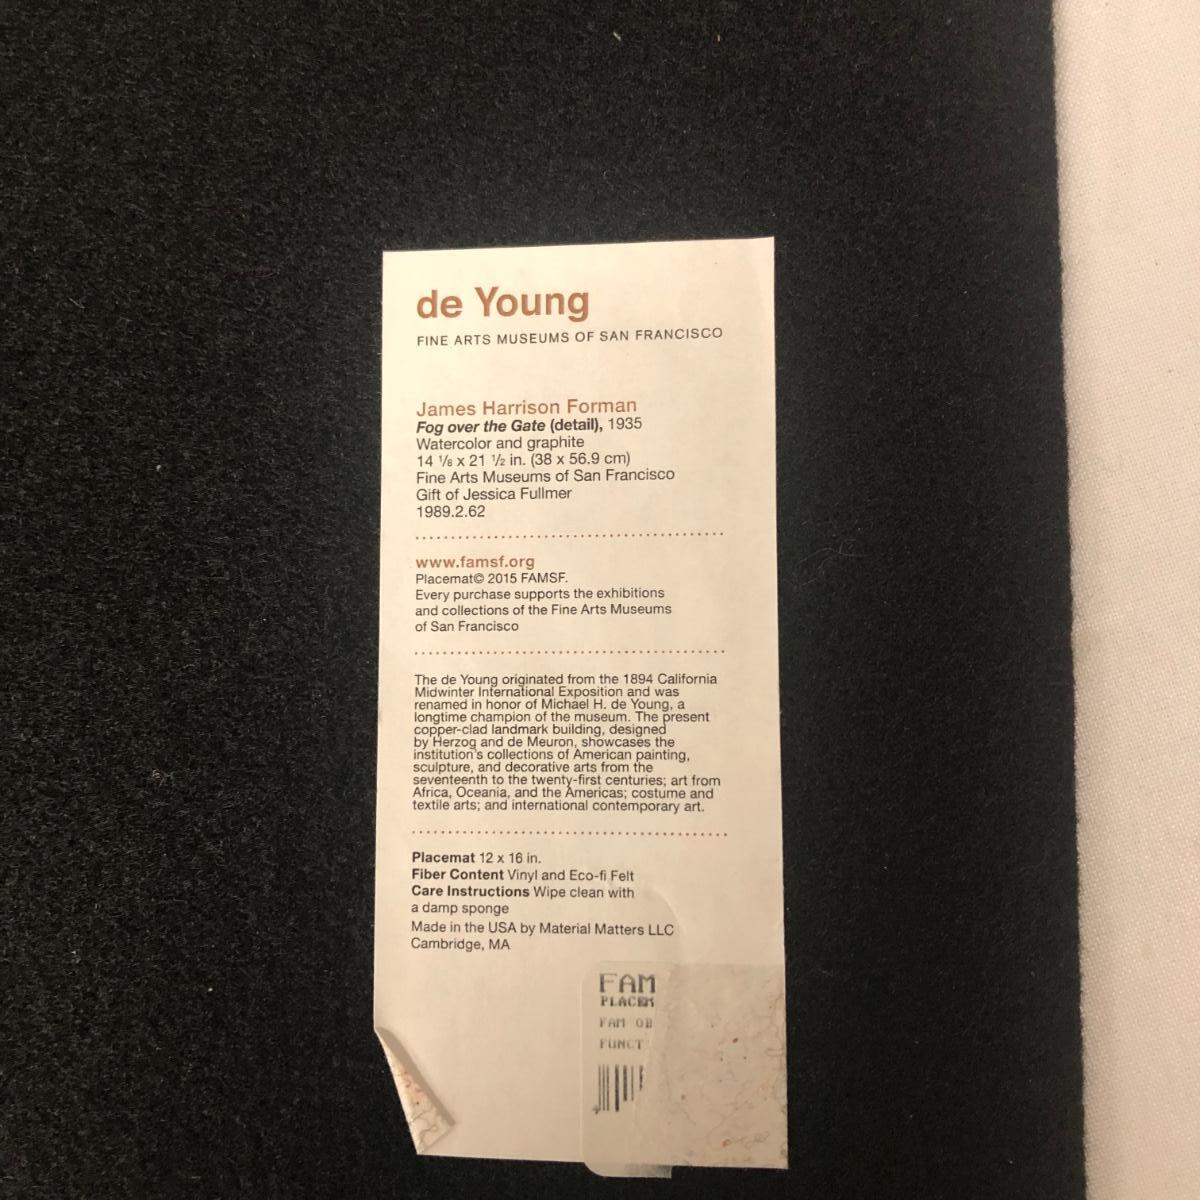 de Young
FINE ARTS MUSEUMS OF SAN FRANCISCO
James Harrison Forman
Fog over the Gate (detail), 1935
Watercolor and graphite
14 ⅛ x 21 ½ in. (38 x 56.9 cm)
Fine Arts Museums of San Francisco
Gift of Jessica Fullmer
1989.2.62
www.famsf.org
Placemat© 2015 FAMSF.
Every purchase supports the exhibitions
and collections of the Fine Arts Museums
of San Francisco
The de Young originated from the 1894 California
Midwinter International Exposition and was
renamed in honor of Michael H. de Young, a
longtime champion of the museum. The present
copper-clad landmark building, designed
by Herzog and de Meuron, showcases the
institution's collections of American painting,
sculpture, and decorative arts from the
seventeenth to the twenty-first centuries; art from
Africa, Oceania, and the Americas; costume and
textile arts; and international contemporary art.
Placemat 12 x 16 in.
Fiber Content Vinyl and Eco-fi Felt
Care Instructions Wipe clean with
a damp sponge
Made in the USA by Material Matters LLC
Cambridge, MA
FAM
PLACEM
FAM OB
FUNCT
4